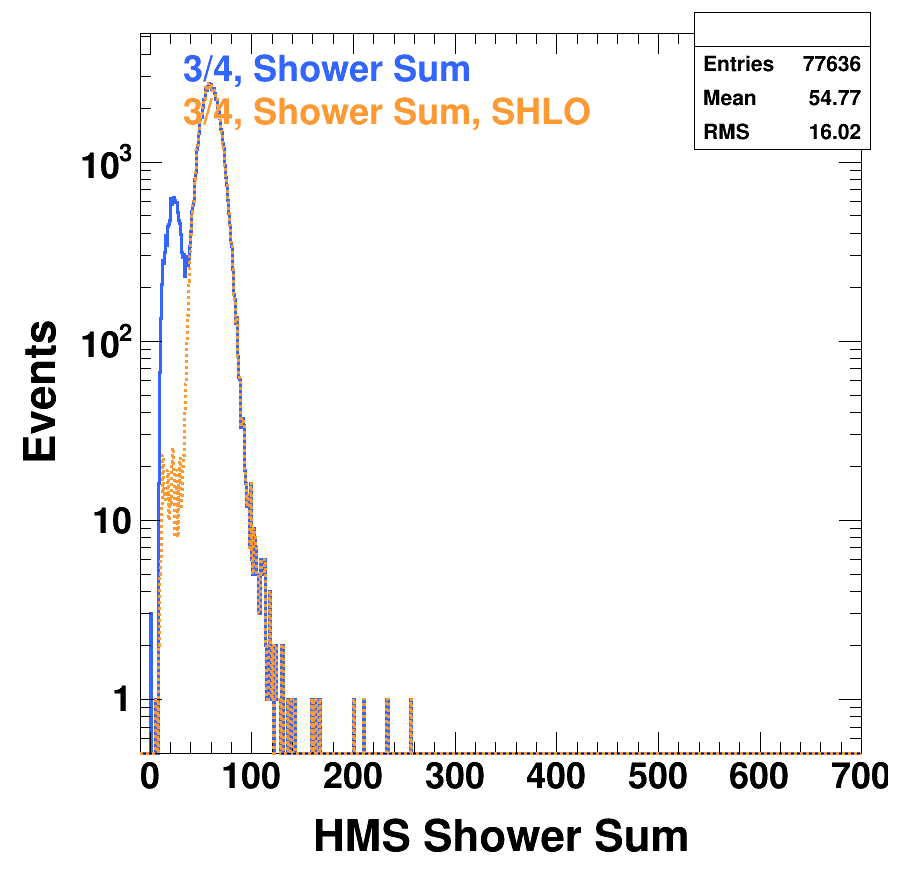 3/4, Shower Sum
3/4, Shower Sum, SHLO
Entries 77636
Mean 54.77
RMS 16.02
10³
10²
10
1
Events
0 100 200 300 400 500 600 700
HMS Shower Sum